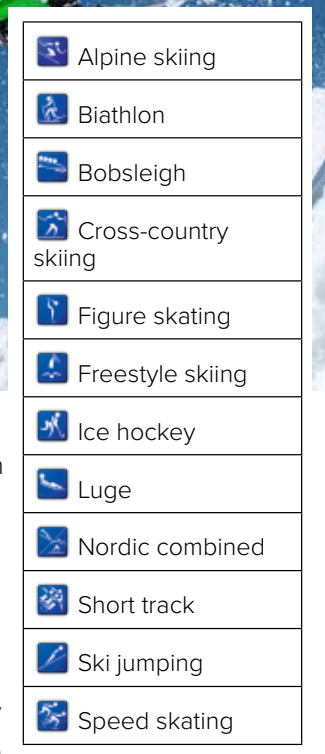 Alpine skiing
Biathlon
Bobsleigh
Cross-country
skiing
Figure skating
Freestyle skiing
Ice hockey
Luge
Nordic combined
Short track
Ski jumping
Speed skating